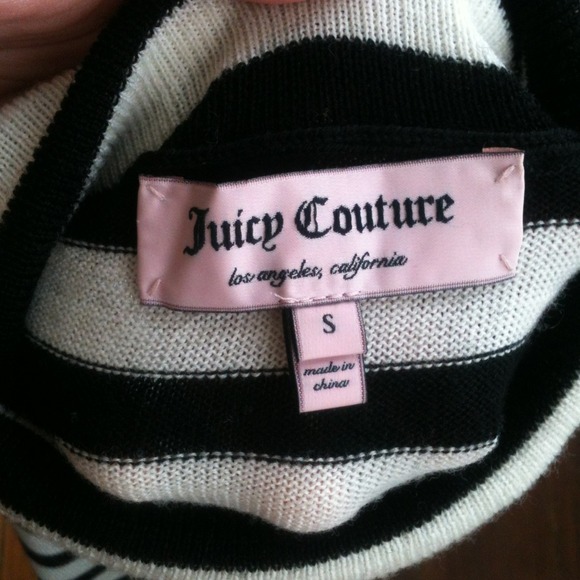 Juicy Couture
los angeles, california
S
made in
china